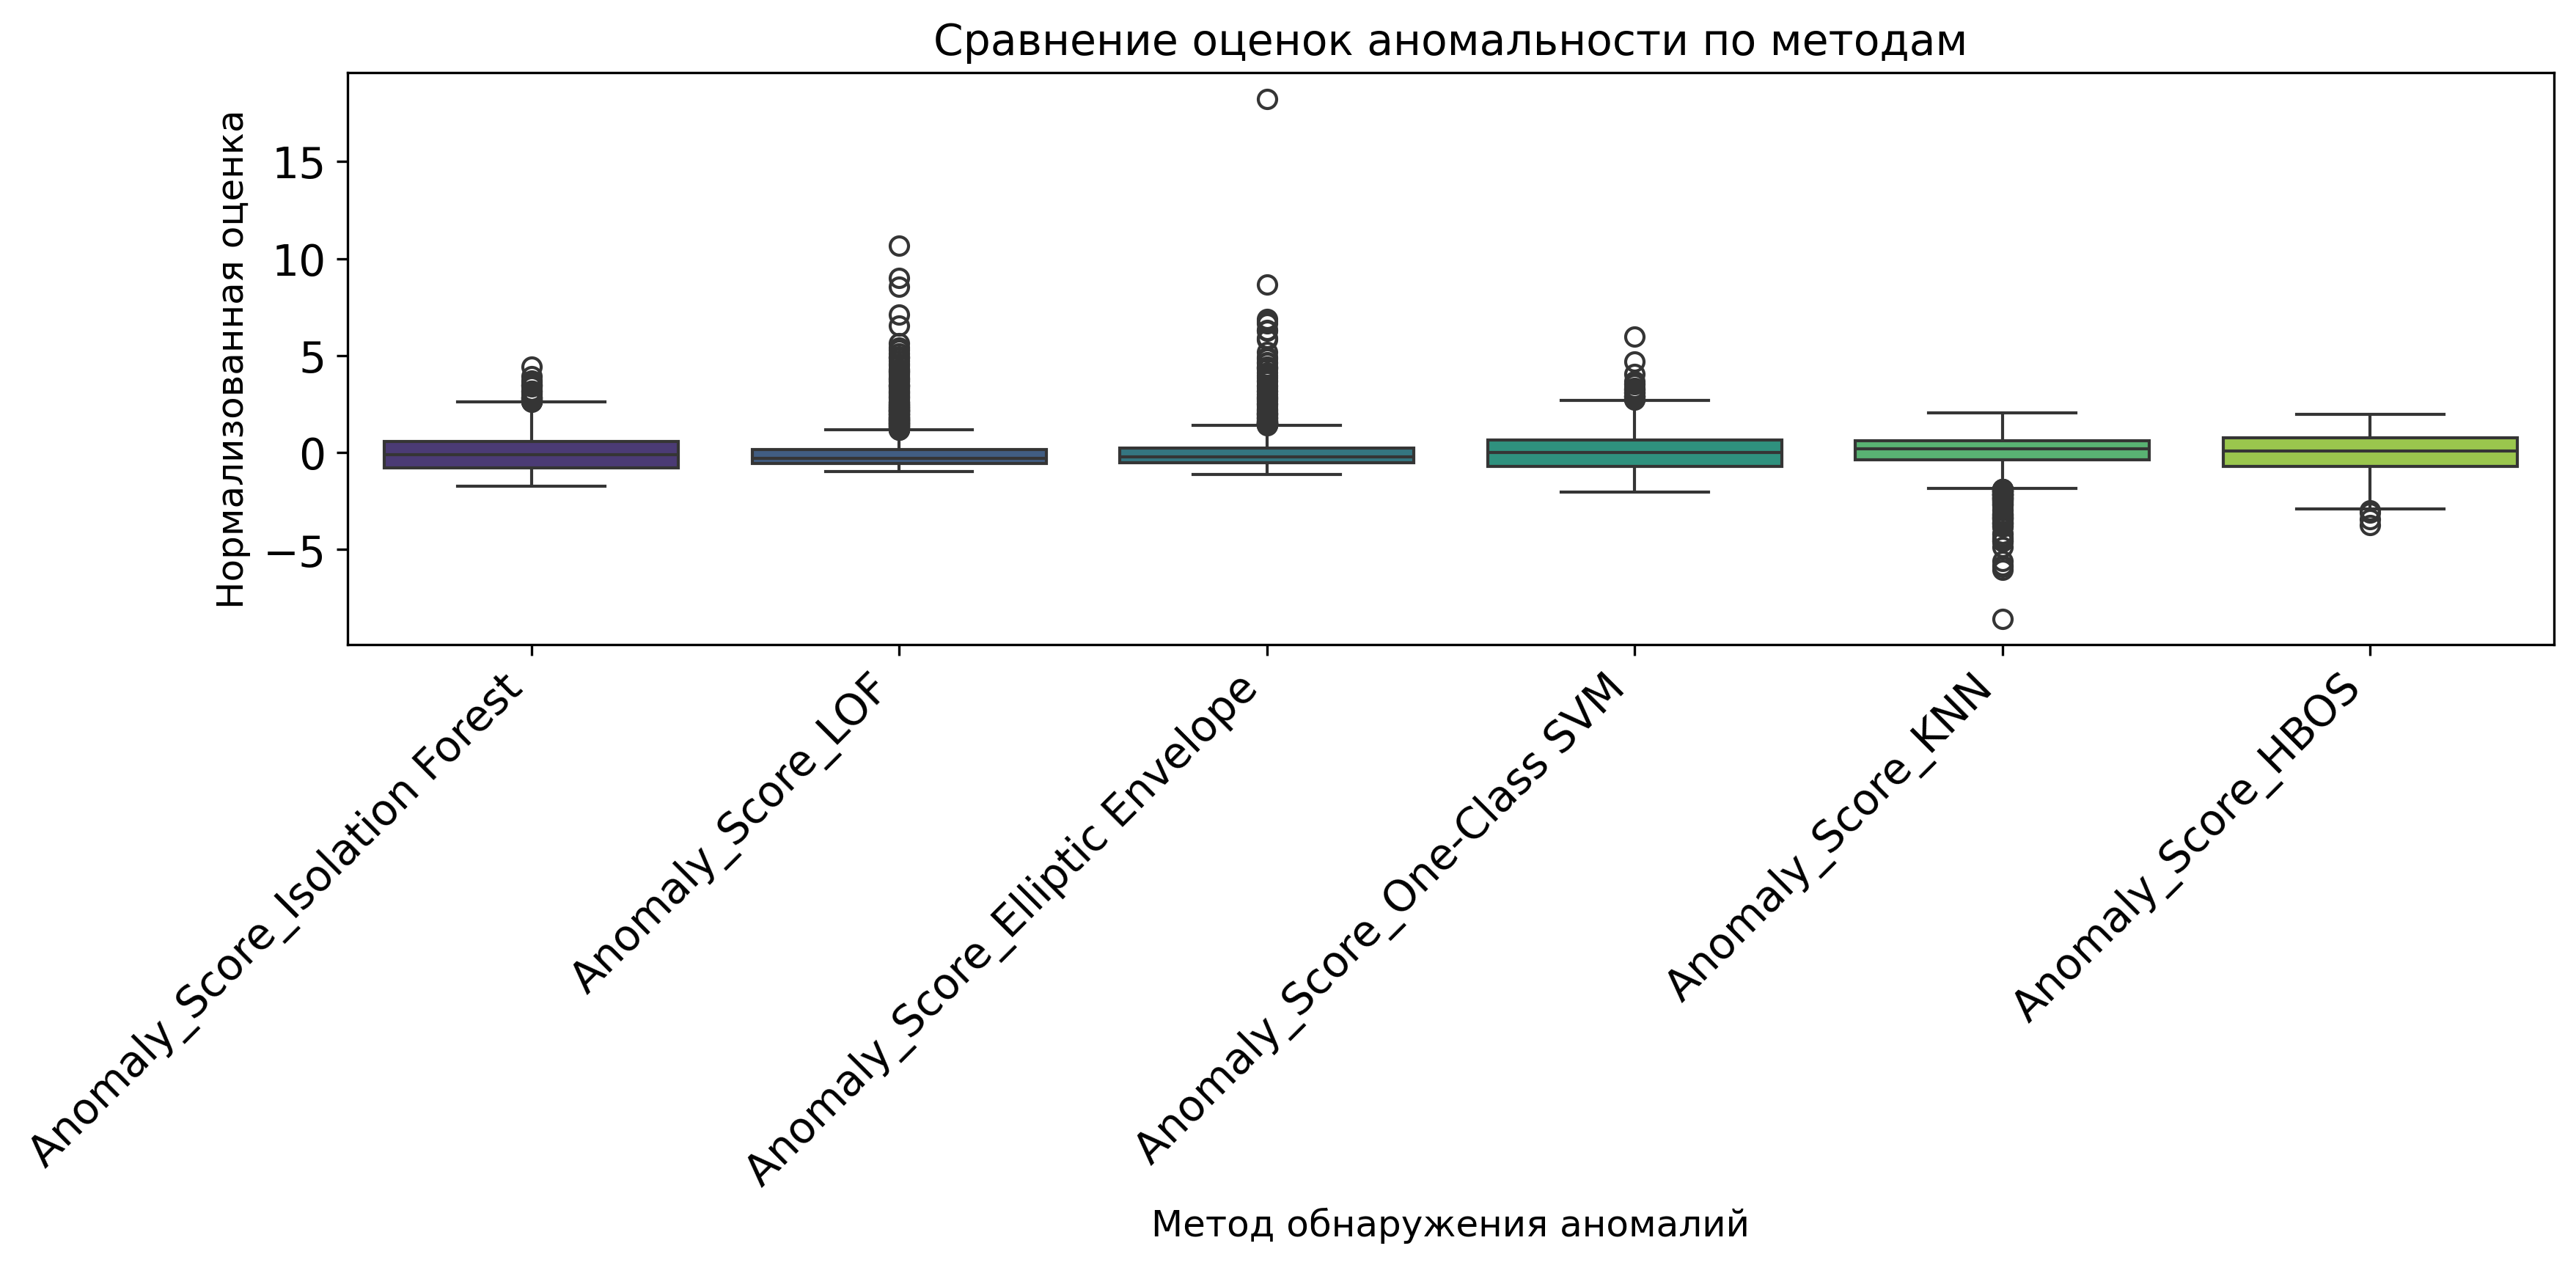 Сравнение оценок аномальности по методам
Нормализованная оценка
15
10
5
0
−5
Anomaly_Score_Isolation Forest
Anomaly_Score_LOF
Anomaly_Score_Elliptic Envelope
Anomaly_Score_One-Class SVM
Anomaly_Score_KNN
Anomaly_Score_HBOS
Метод обнаружения аномалий